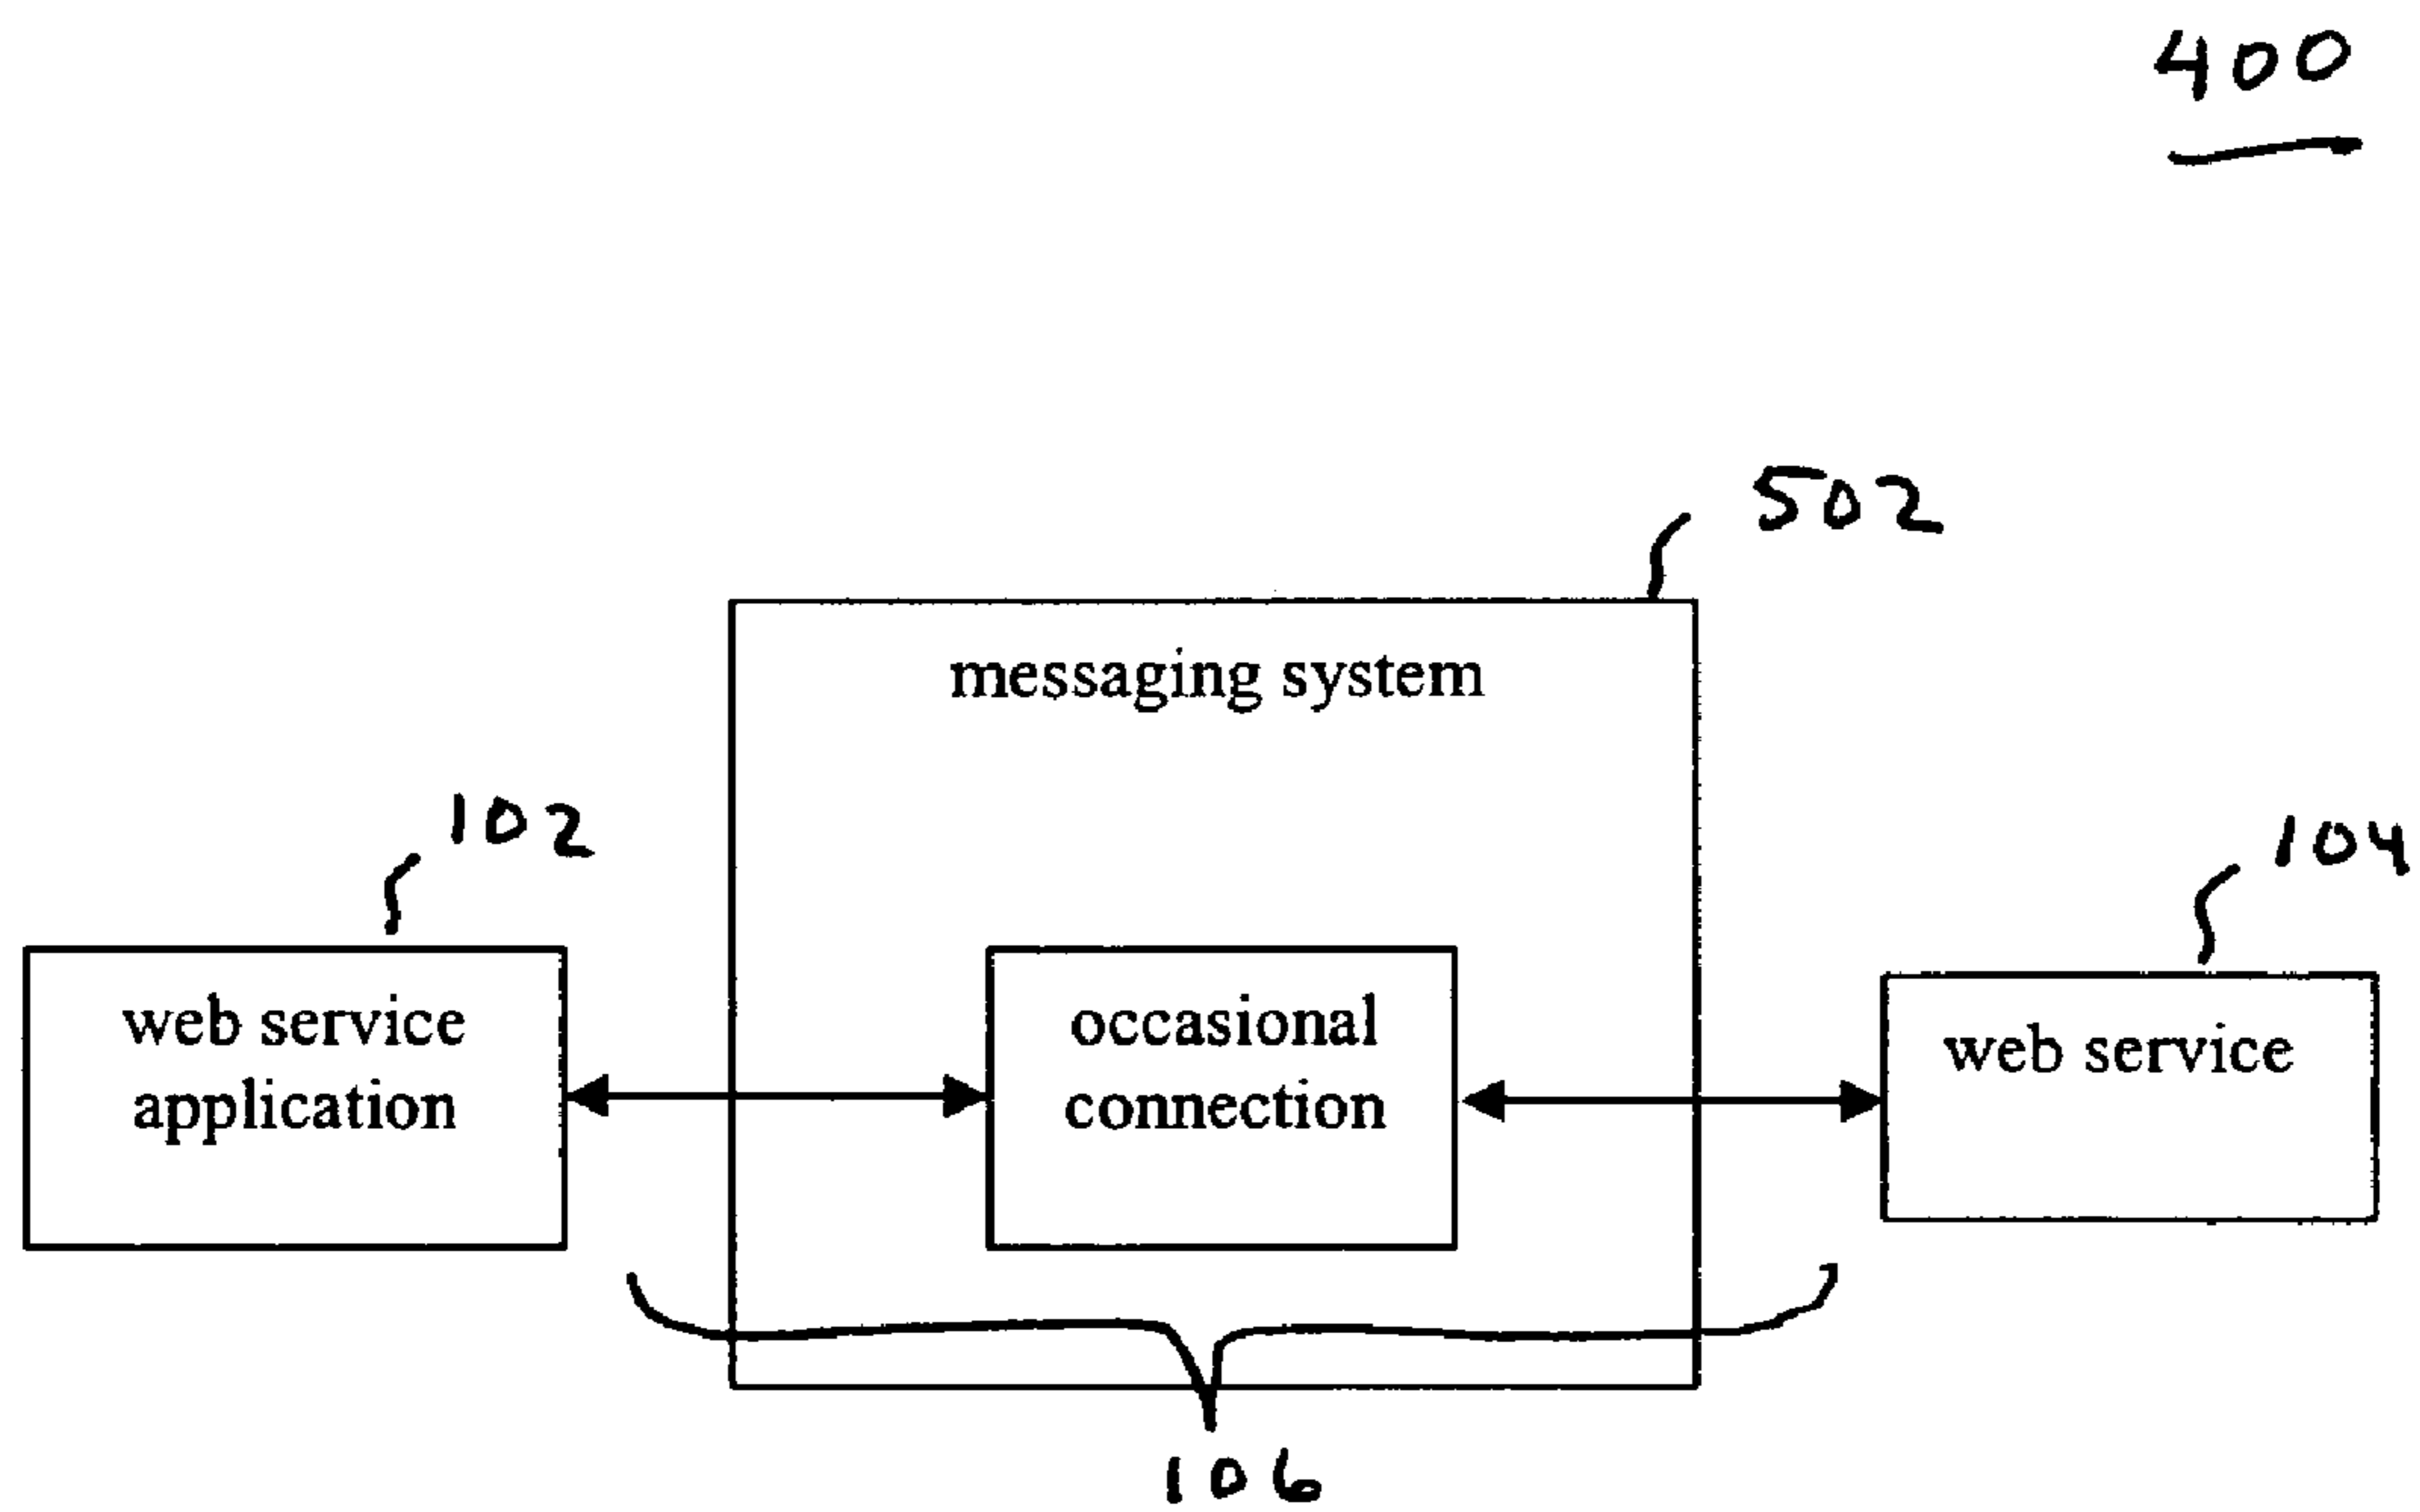 400
502
messaging system
102
104
web service
application
occasional
connection
web service
106